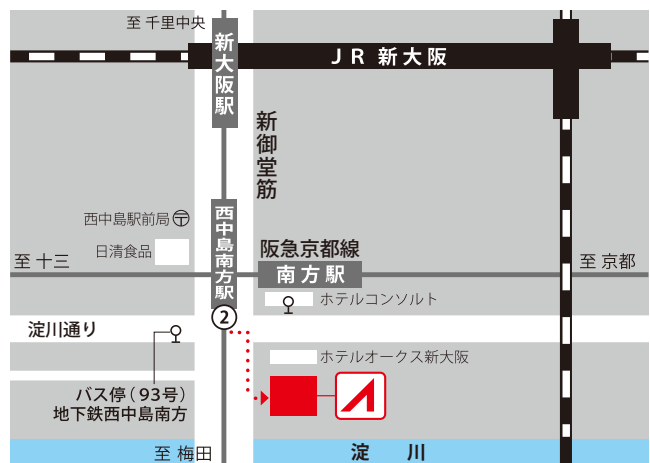 至 千里中央
新大阪駅
JR 新大阪
新御堂筋
西中島駅前局
日清食品
西中島南方駅
阪急京都線
南方駅
至 十三
至 京都
ホテルコンソルト
2
淀川通り
ホテルオークス新大阪
バス停（93号）
地下鉄西中島南方
至 梅田
淀　川